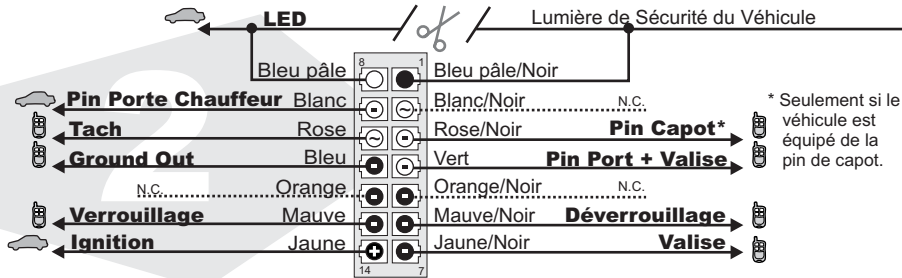 LED Lumière de Sécurité du Véhicule
8 1
Bleu pâle Bleu pâle/Noir
Pin Porte Chauffeur Blanc Blanc/Noir N.C.
Tach Rose Rose/Noir Pin Capot*
Ground Out Bleu Vert Pin Port + Valise
N.C. Orange Orange/Noir N.C.
Verrouillage Mauve Mauve/Noir Déverrouillage
Ignition Jaune Jaune/Noir Valise
14 7
* Seulement si le
véhicule est
équipé de la
pin de capot.
2